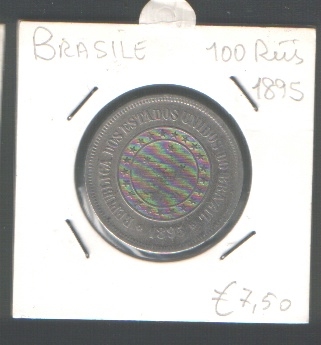 BRASILE 100 Reis
1895
REPUBLICA DOS ESTADOS UNIDOS DO BRAZIL
1895
€7,50